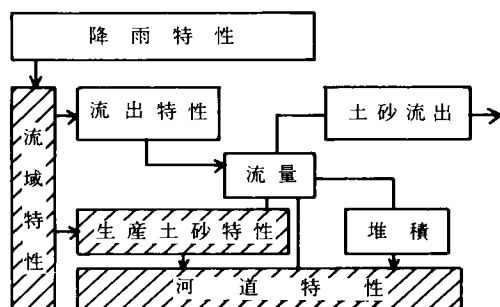 降雨特性
流出特性
土砂流出
流域特性
流量
生産土砂特性
堆積
河道特性